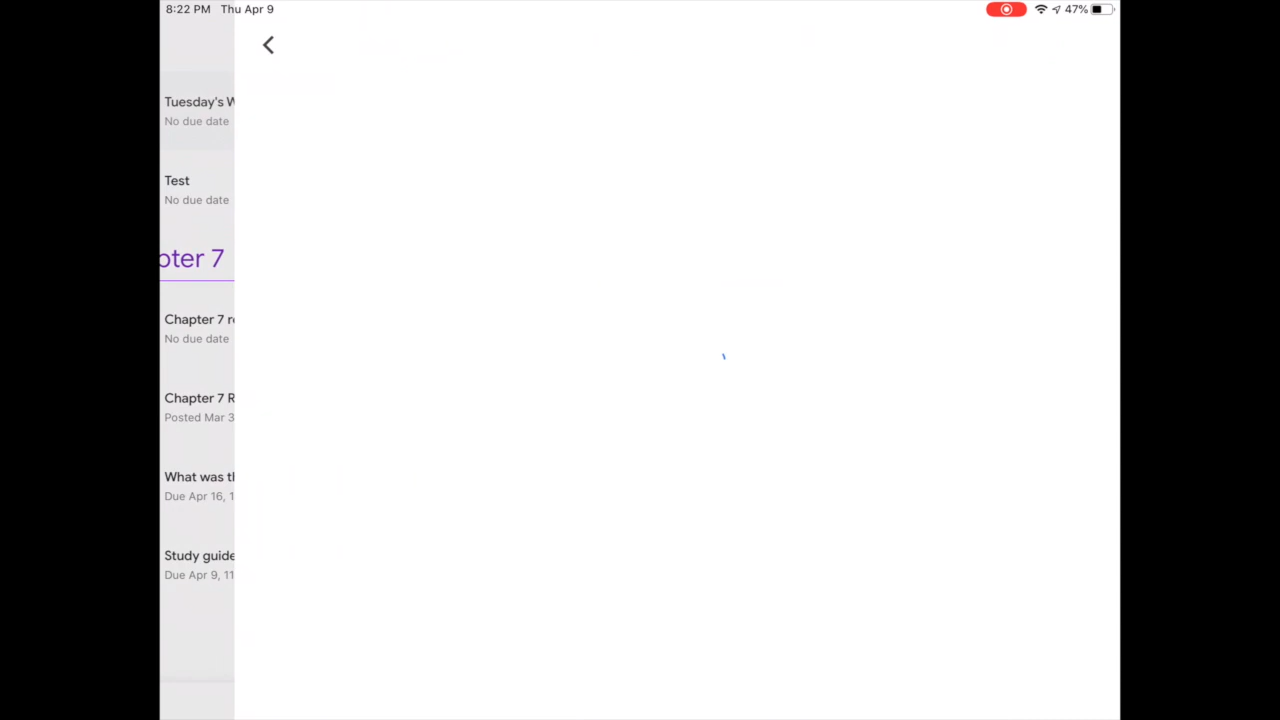 8:22 PM Thu Apr 9 47%
Tuesday's W
No due date
Test
No due date
pter 7
Chapter 7 r
No due date
Chapter 7 R
Posted Mar 3
What was t
Due Apr 16, 1
Study guide
Due Apr 9, 11